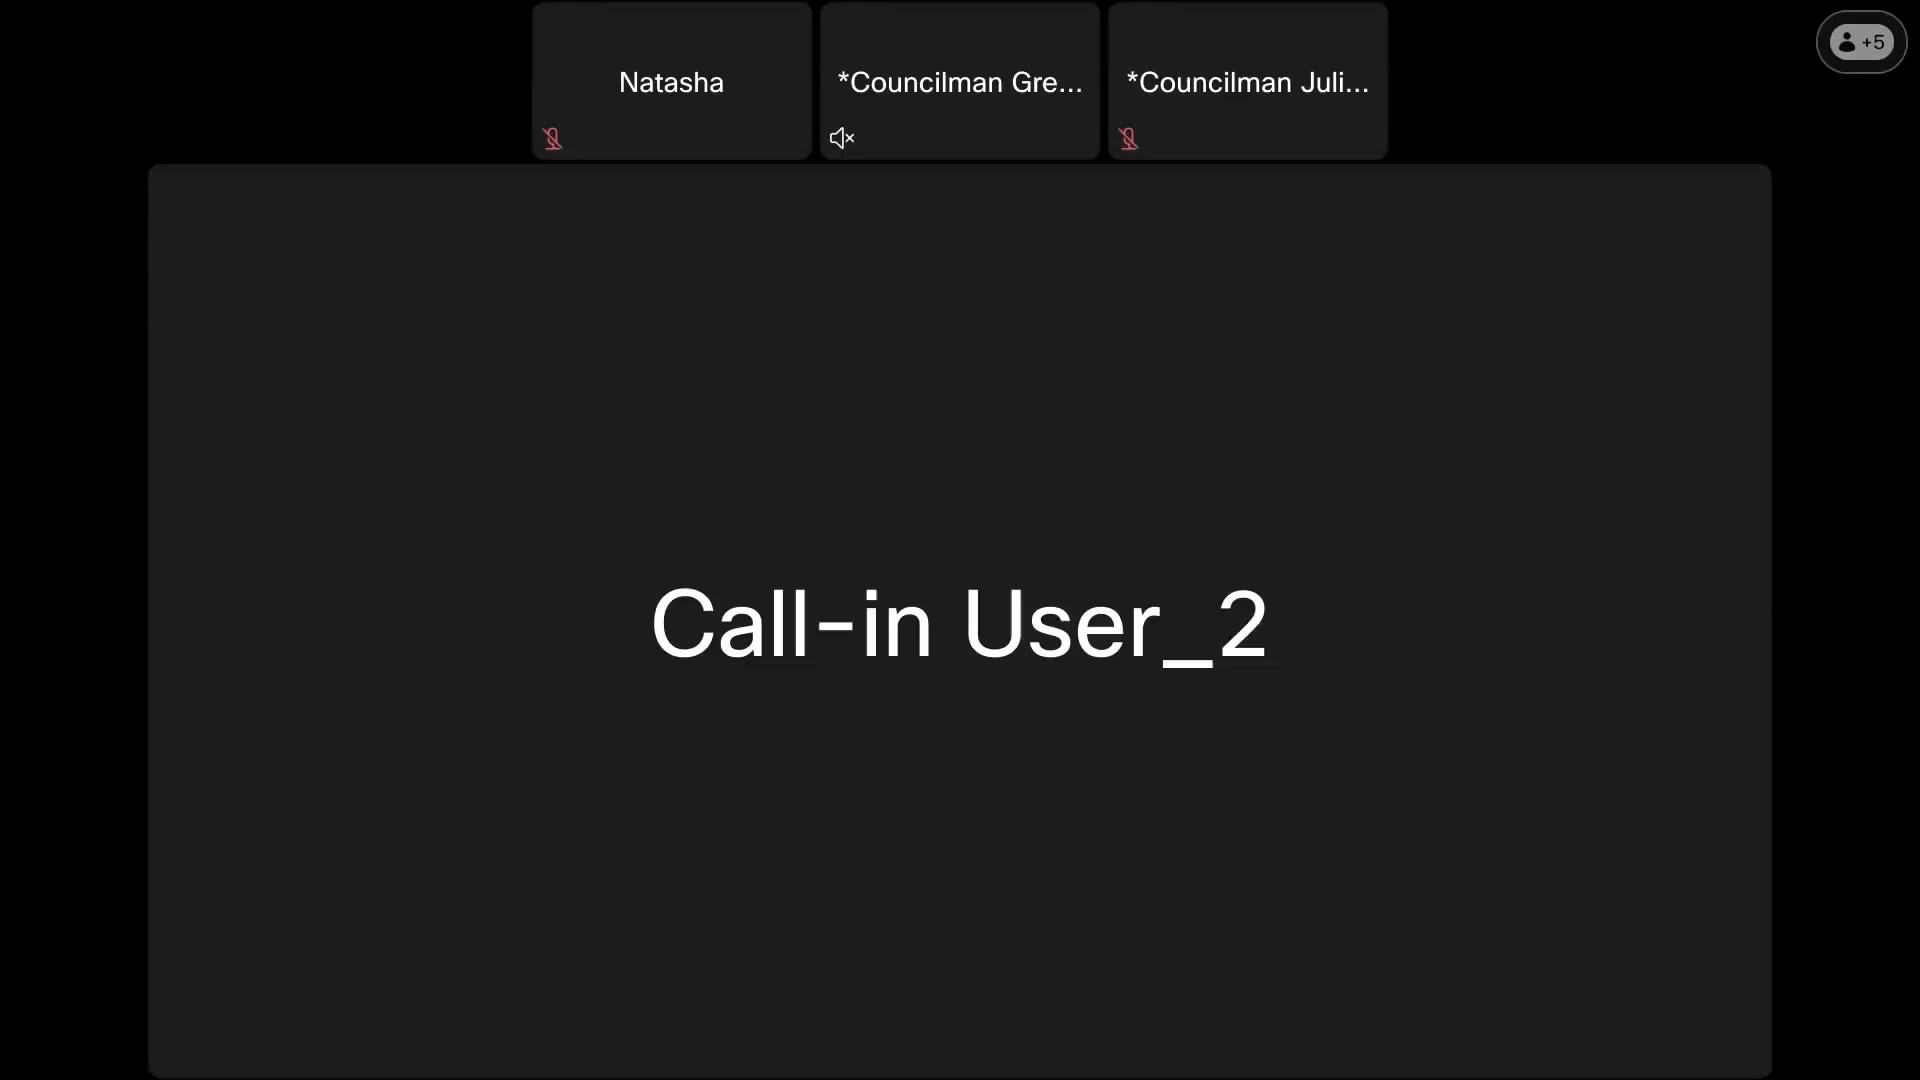 Natasha
*Councilman Gre...
*Councilman Juli...
+5
Call-in User_2